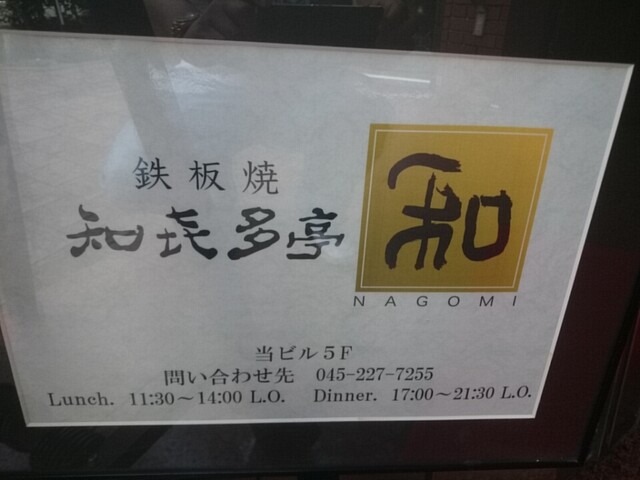 鉄板焼
知㐂多亭
和
NAGOMI
当ビル5F
問い合わせ先 045-227-7255
Lunch. 11:30～14:00 L.O. Dinner. 17:00～21:30 L.O.